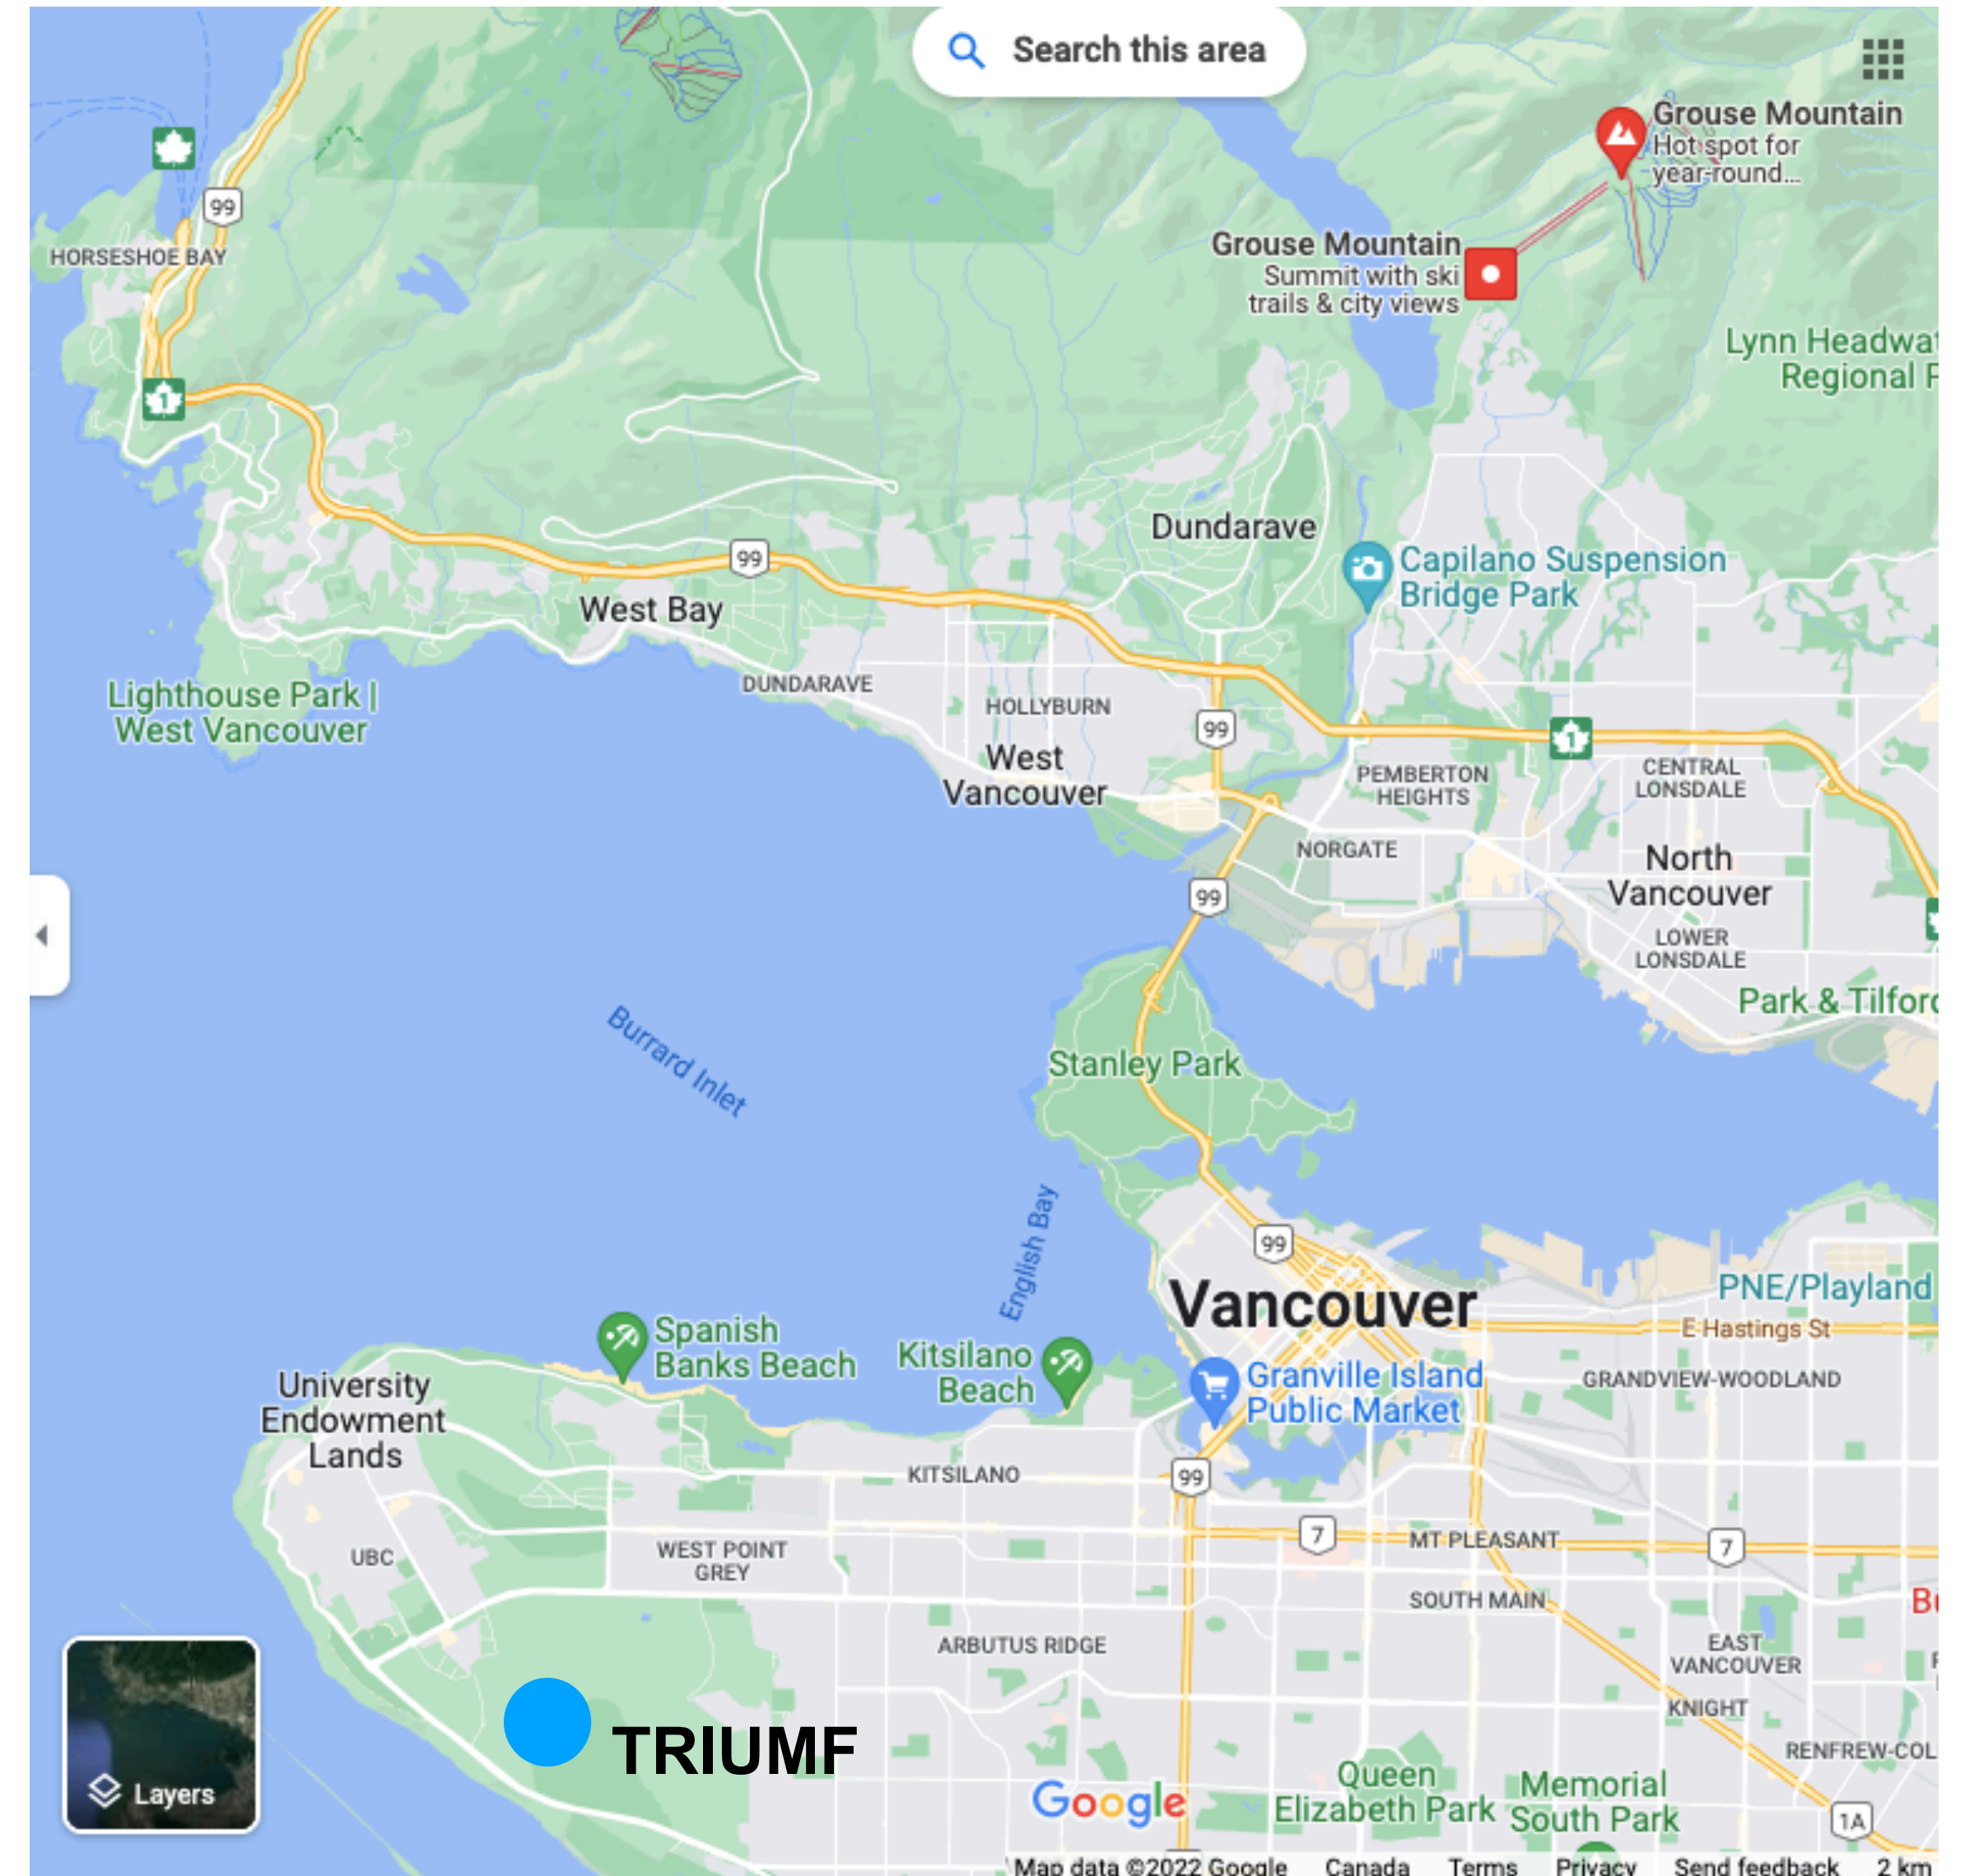 Search this area
Grouse Mountain
Hot spot for
year-round...
99
HORSESHOE BAY
Grouse Mountain
Summit with ski
trails & city views
Lynn Headwat
Regional P
1
Dundarave
99
Capilano Suspension
Bridge Park
West Bay
Lighthouse Park |
West Vancouver
DUNDARAVE
HOLLYBURN
99
1
West
Vancouver
PEMBERTON
HEIGHTS
CENTRAL
LONSDALE
NORGATE
North
Vancouver
99
LOWER
LONSDALE
Park & Tilford
Burrard Inlet
Stanley Park
English Bay
99
Vancouver
PNE/Playland
E Hastings St
Spanish
Banks Beach
Kitsilano
Beach
Granville Island
Public Market
GRANDVIEW-WOODLAND
University
Endowment
Lands
KITSILANO
99
7
MT PLEASANT
7
UBC
WEST POINT
GREY
SOUTH MAIN
Bu
ARBUTUS RIDGE
EAST
VANCOUVER
KNIGHT
TRIUMF
RENFREW-COL
Layers
Google
Queen
Elizabeth Park
Memorial
South Park
1A
Map data ©2022 Google Canada Terms Privacy Send feedback 2 km